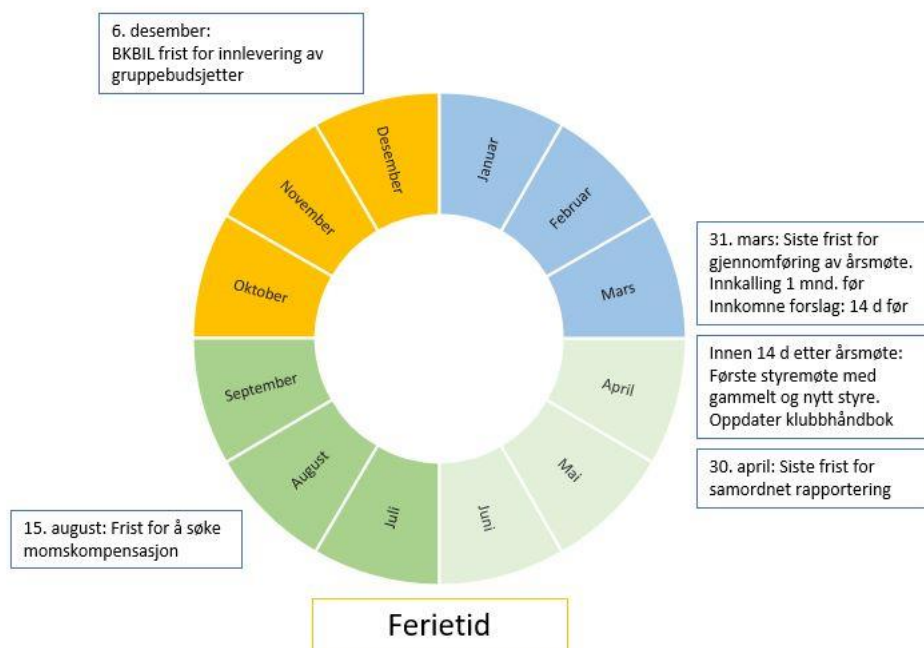 6. desember:
BKBIL frist for innlevering av
gruppebudsjetter
Januar
Februar
Mars
April
Mai
Juni
Juli
August
September
Oktober
November
Desember
31. mars: Siste frist for
gjennomføring av årsmøte.
Innkalling 1 mnd. før
Innkomne forslag: 14 d før
Innen 14 d etter årsmøte:
Første styremøte med
gammelt og nytt styre.
Oppdater klubbhåndbok
30. april: Siste frist for
samordnet rapportering
15. august: Frist for å søke
momskompensasjon
Ferietid